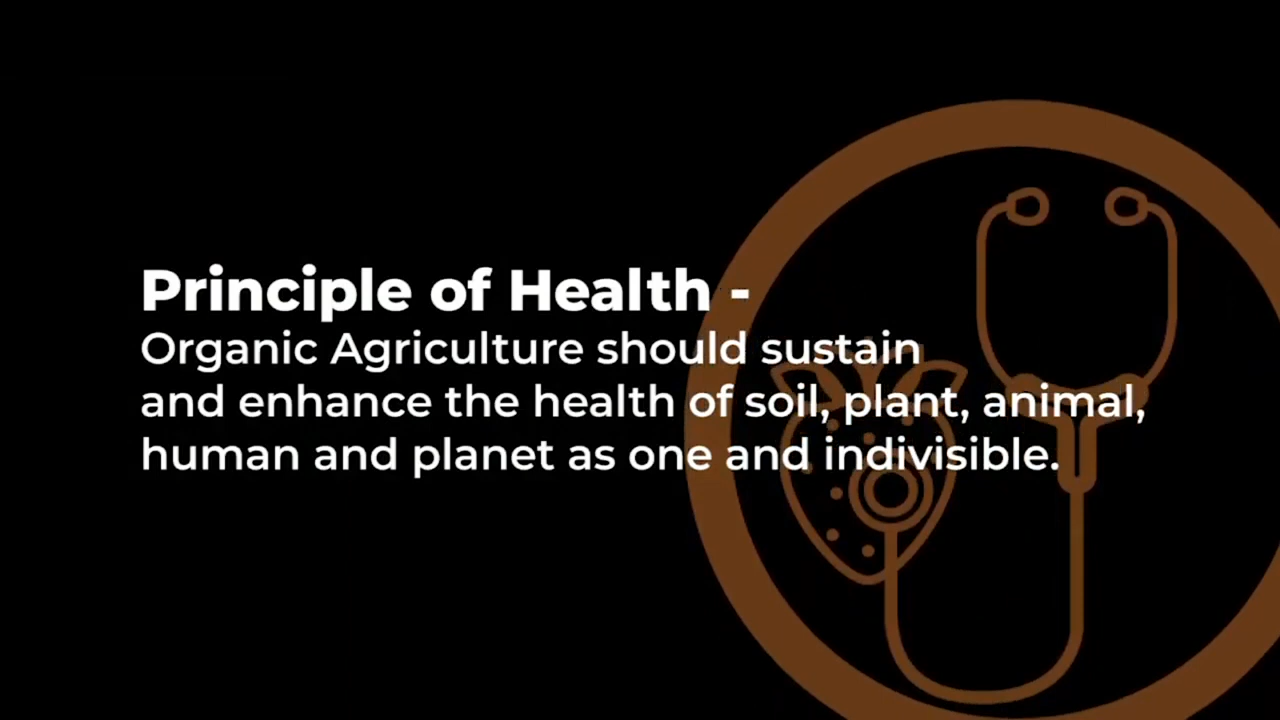 Principle of Health -
Organic Agriculture should sustain
and enhance the health of soil, plant, animal,
human and planet as one and indivisible.